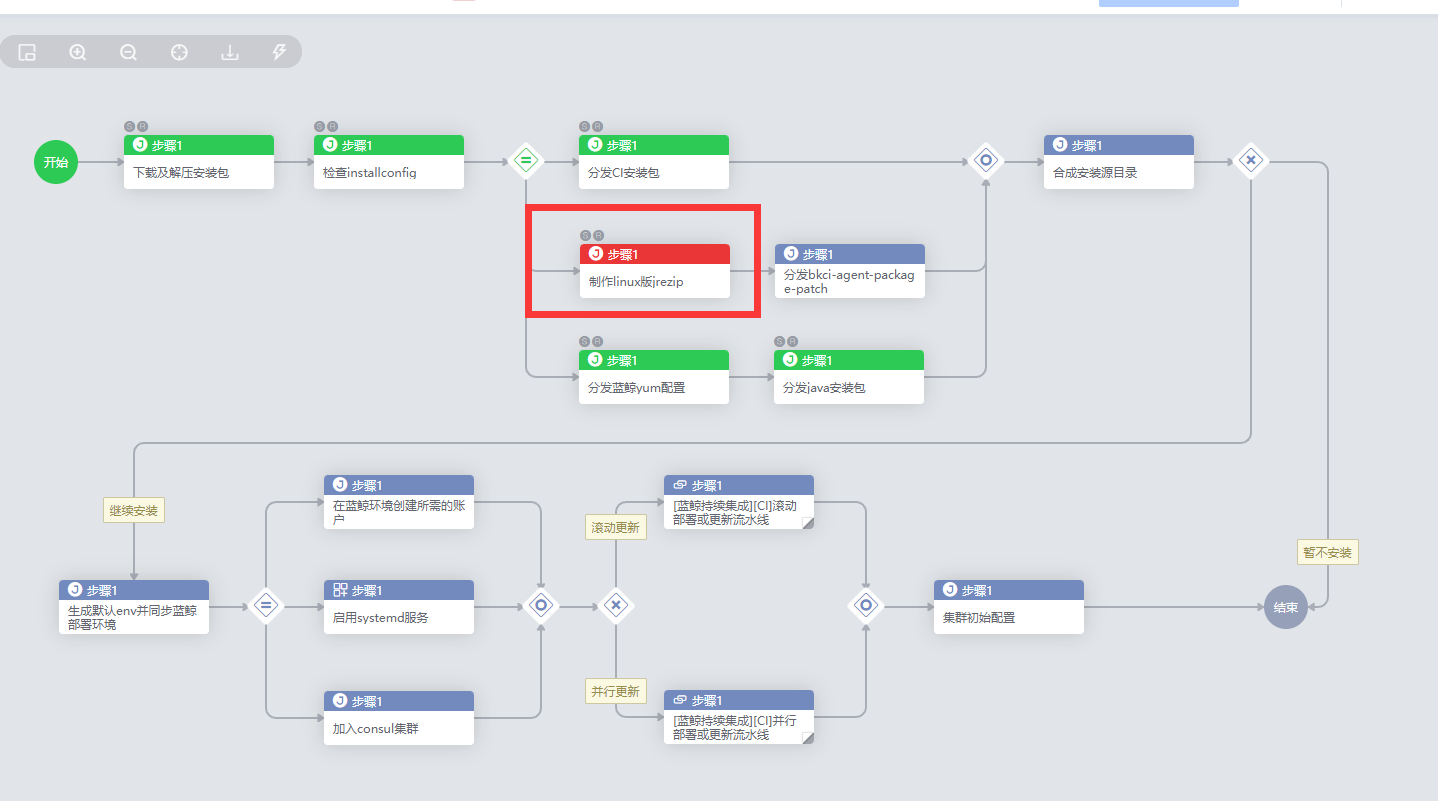 开始
S R
J 步骤1
下载及解压安装包
S R
J 步骤1
检查installconfig
S R
J 步骤1
分发CI安装包
J 步骤1
合成安装源目录
S R
J 步骤1
制作linux版jrezip
J 步骤1
分发bkci-agent-packag
e-patch
S R
J 步骤1
分发蓝鲸yum配置
S R
J 步骤1
分发java安装包
继续安装
J 步骤1
在蓝鲸环境创建所需的账
户
滚动更新
步骤1
[蓝鲸持续集成][CI]滚动
部署或更新流水线
暂不安装
J 步骤1
生成默认env并同步蓝鲸
部署环境
步骤1
启用systemd服务
J 步骤1
集群初始配置
结束
J 步骤1
加入consul集群
并行更新
步骤1
[蓝鲸持续集成][CI]并行
部署或更新流水线